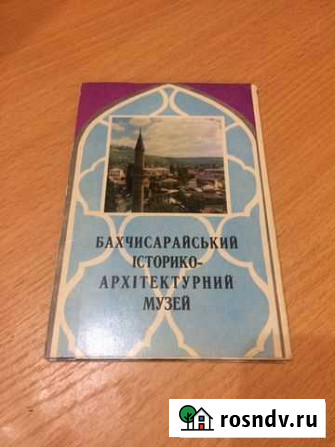 БАХЧИСАРАЙСЬКИЙ
ІСТОРИКО-
АРХІТЕКТУРНИЙ
МУЗЕЙ
rosndv.ru